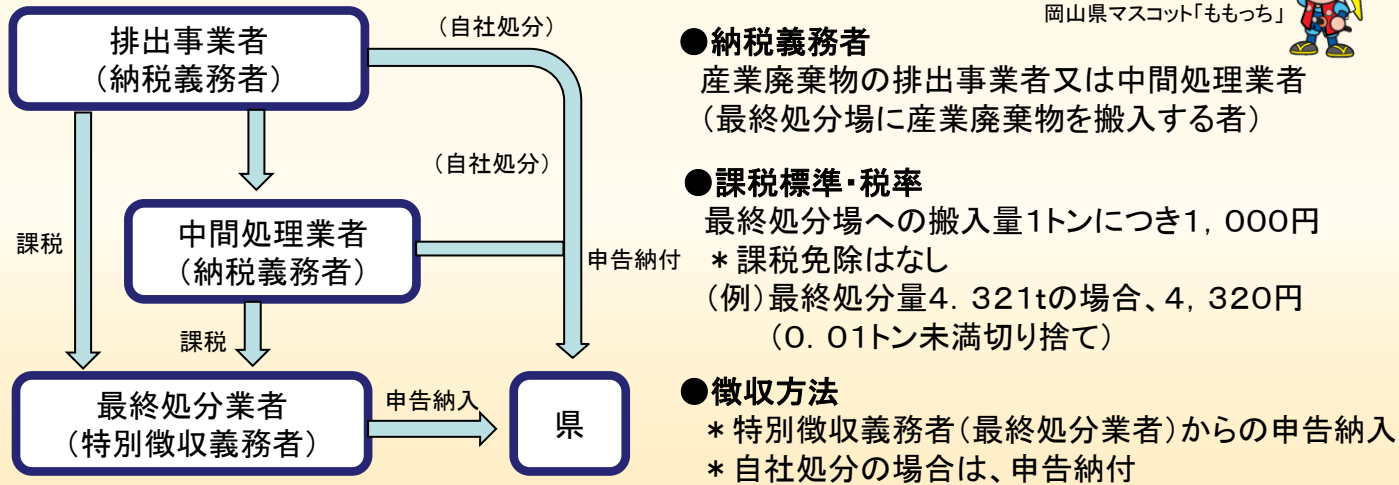 岡山県マスコット「ももっち」
排出事業者
（納税義務者）
（自社処分）
（自社処分）
課税
中間処理業者
（納税義務者）
申告納付
課税
最終処分業者
（特別徴収義務者）
申告納入
県
●納税義務者
産業廃棄物の排出事業者又は中間処理業者
（最終処分場に産業廃棄物を搬入する者）
●課税標準・税率
最終処分場への搬入量１トンにつき１，０００円
＊課税免除はなし
（例）最終処分量４．３２１tの場合、４，３２０円
（０．０１トン未満切り捨て）
●徴収方法
＊特別徴収義務者（最終処分業者）からの申告納入
＊自社処分の場合は、申告納付